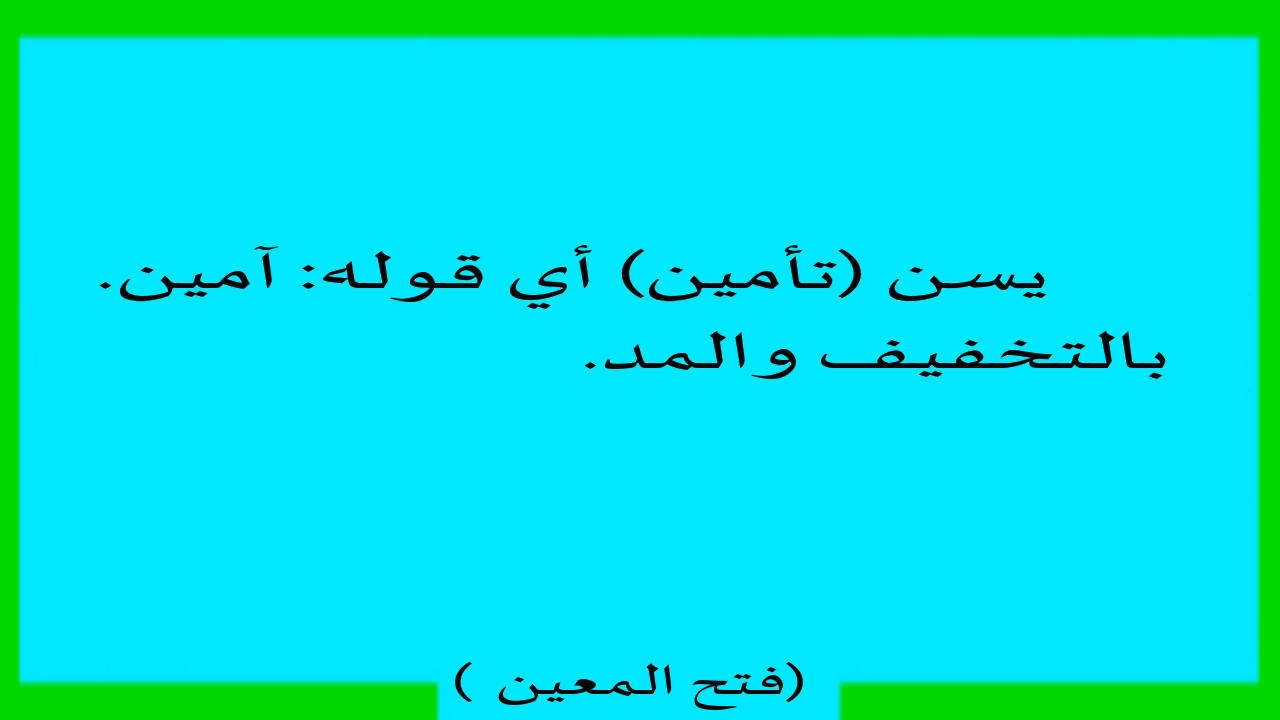 يسن (تأمين) أي قوله: آمين.
بالتخفيف والمد.
(فتح المعين )